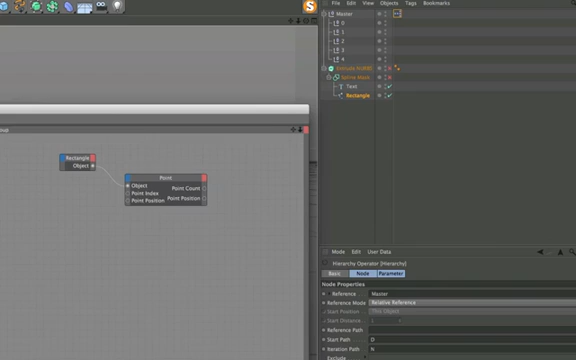 File Edit View Objects Tags Bookmarks
Master
0
1
2
3
4
Spline Mask
Text
Rectangle
Rectangle
Object
Point
Object
Point Count
Point Index
Point Position
Point Position
Mode Edit User Data
Hierarchy Operator [Hierarchy]
Basic Node Parameter
Node Properties
Reference Master
Reference Mode Relative Reference
Start Position This Object
Start Distance
Reference Path
Start Path D
Iteration Path N
Exclude